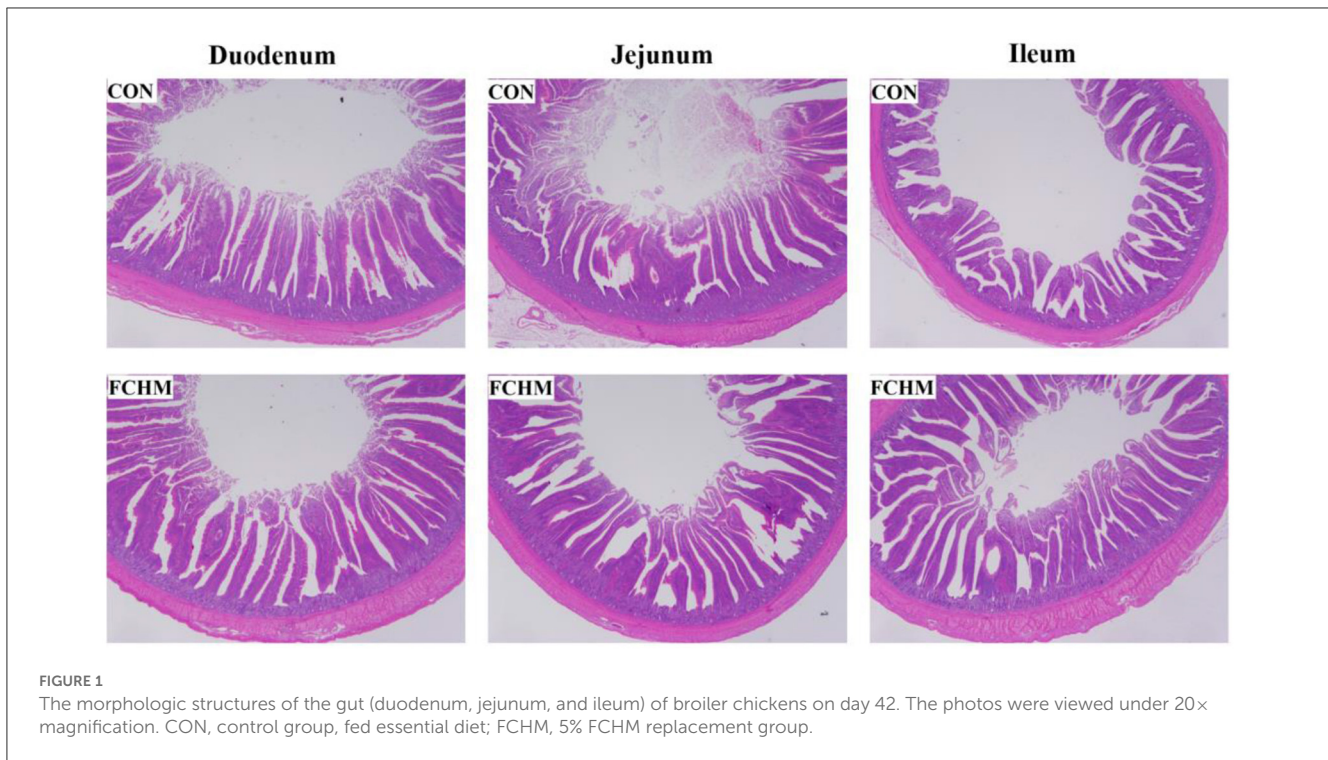 Duodenum
Jejunum
Ileum
CON
CON
CON
FCHM
FCHM
FCHM
FIGURE 1
The morphologic structures of the gut (duodenum, jejunum, and ileum) of broiler chickens on day 42. The photos were viewed under 20×
magnification. CON, control group, fed essential diet; FCHM, 5% FCHM replacement group.